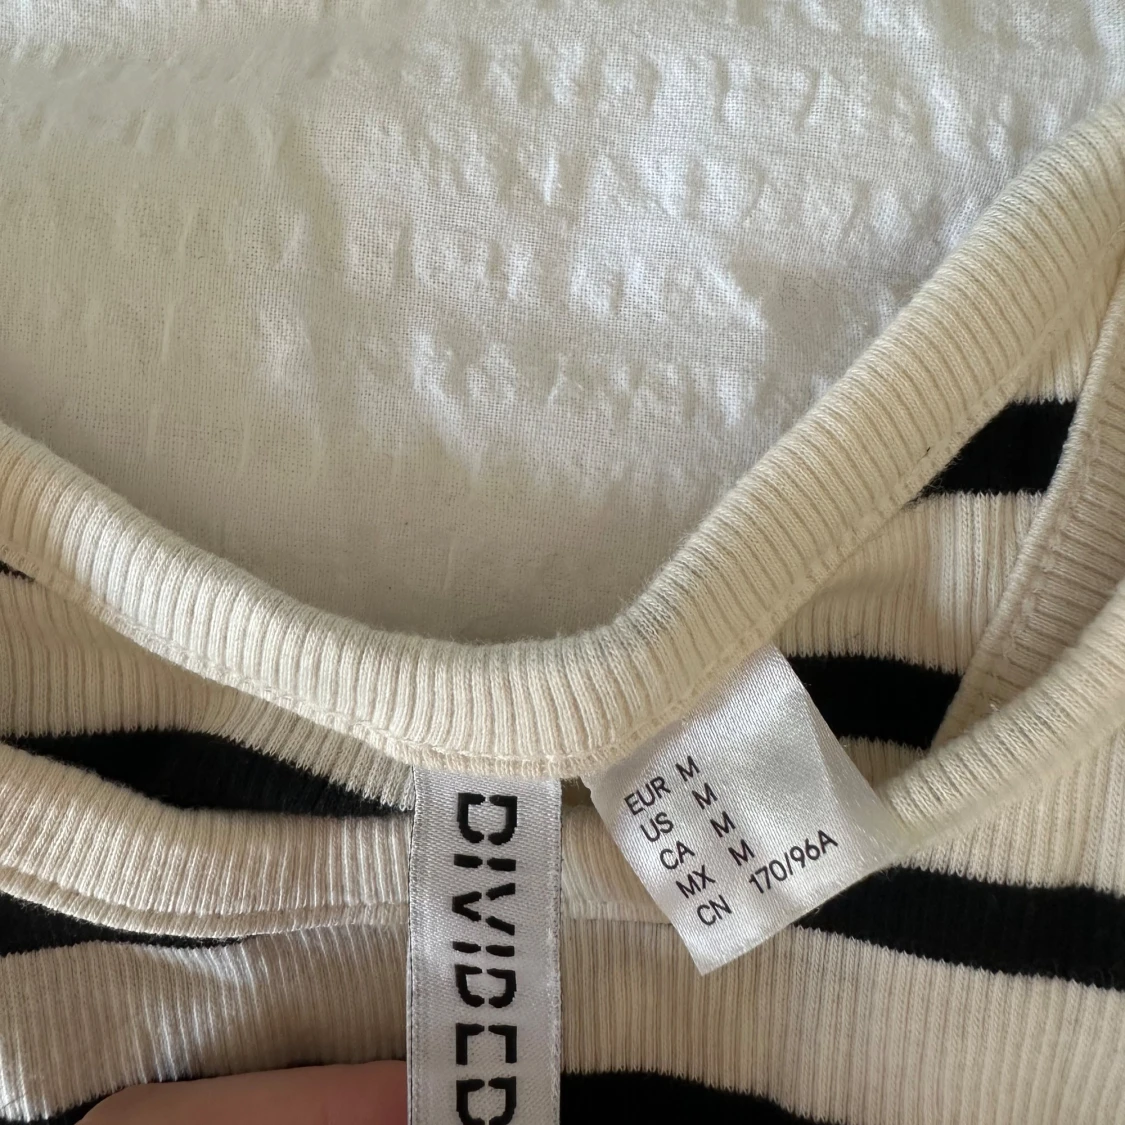 DIVIDED
EUR M
US M
CA M
MX M
CN 170/96A